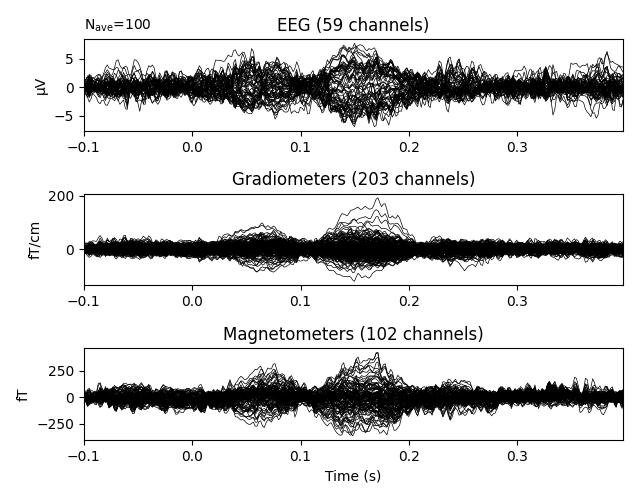 N_ave=100
EEG (59 channels)
5
0
−5
µV
−0.1 0.0 0.1 0.2 0.3
Gradiometers (203 channels)
200
0
fT/cm
−0.1 0.0 0.1 0.2 0.3
Magnetometers (102 channels)
250
0
−250
fT
−0.1 0.0 0.1 0.2 0.3
Time (s)